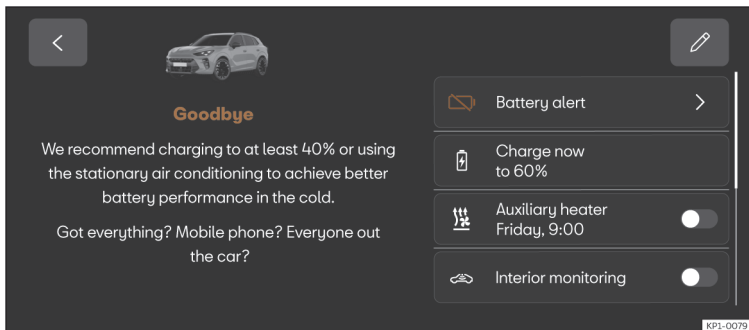 Goodbye
We recommend charging to at least 40% or using
the stationary air conditioning to achieve better
battery performance in the cold.
Got everything? Mobile phone? Everyone out
the car?
Battery alert
Charge now
to 60%
Auxiliary heater
Friday, 9:00
Interior monitoring
KP1-0079